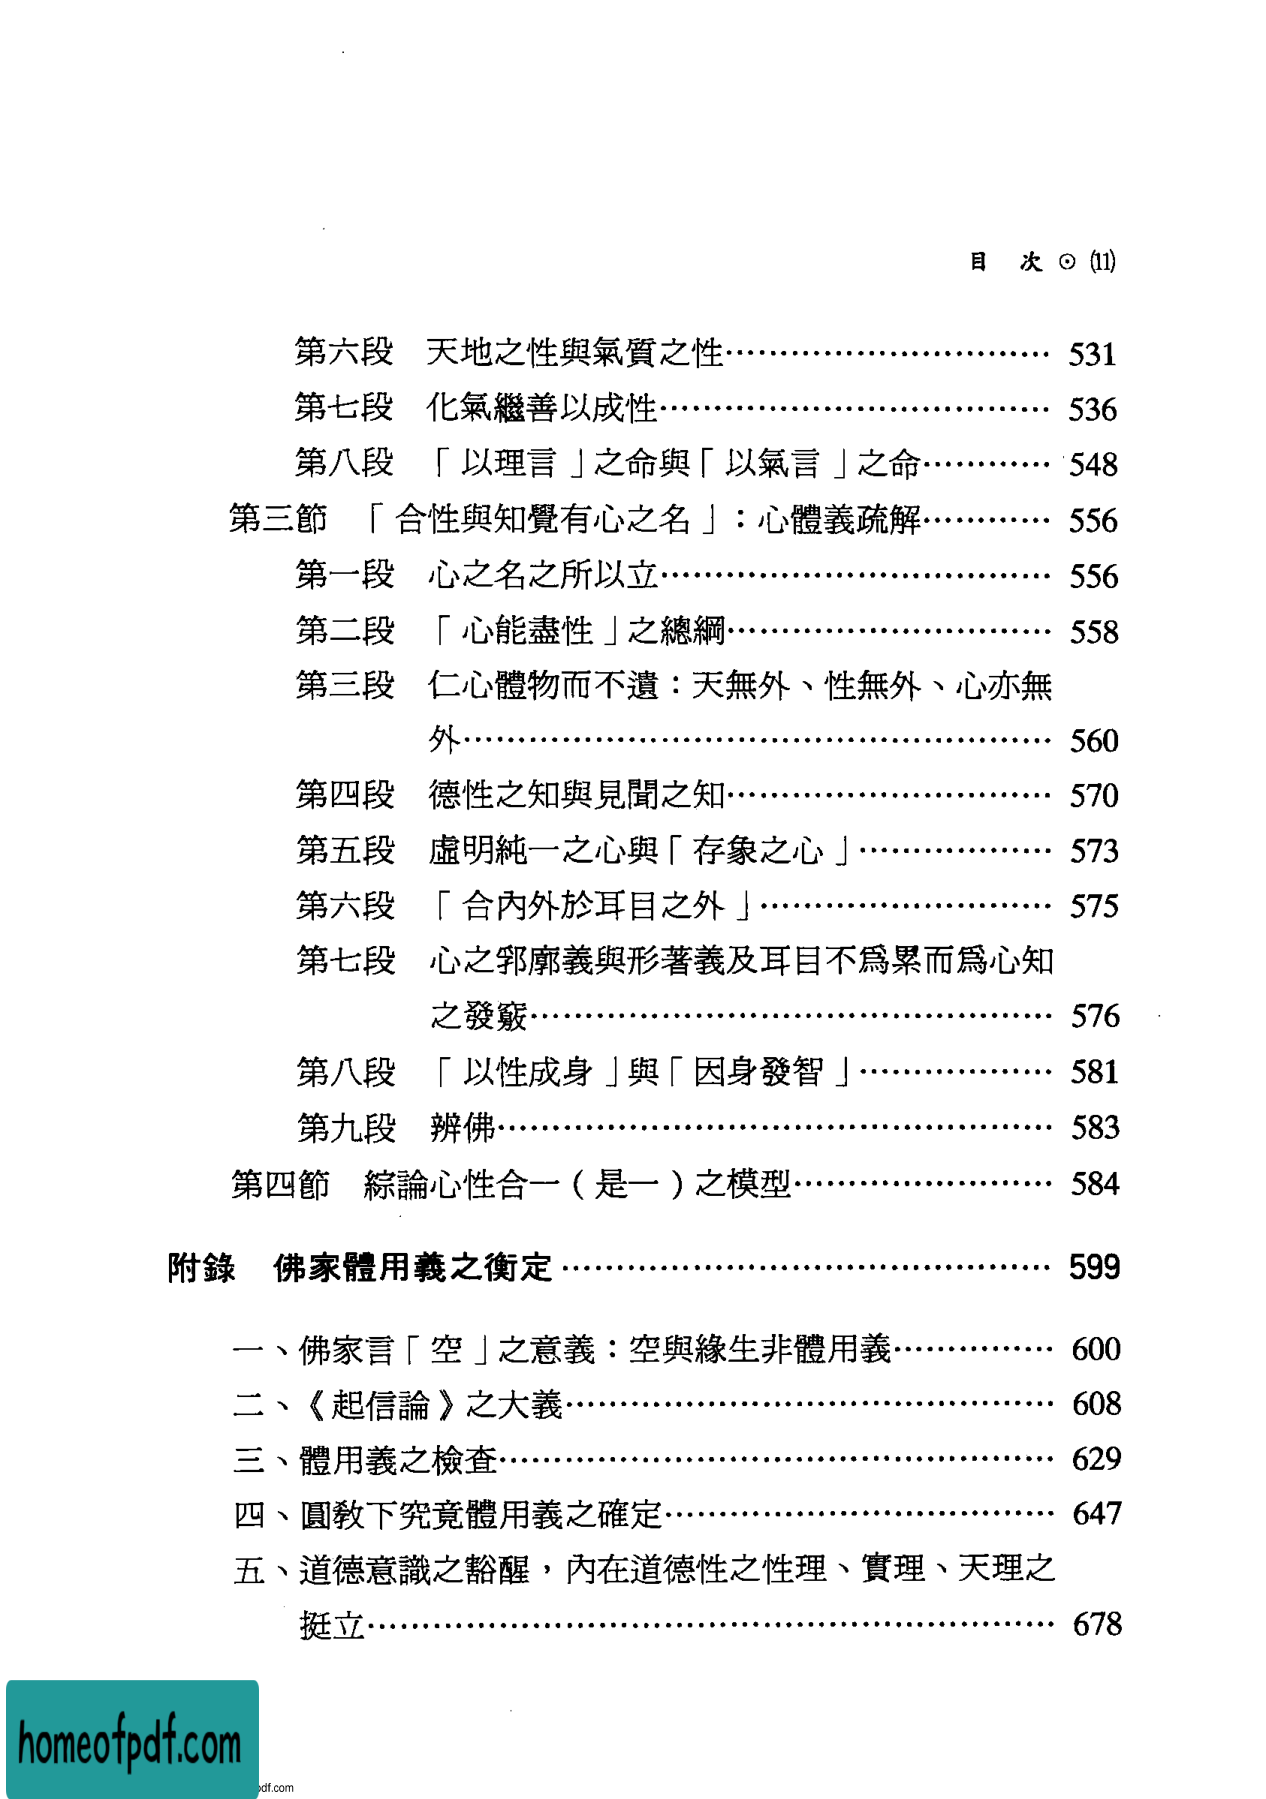 目 次 ⊙ (11)
第六段 天地之性與氣質之性………………………… 531
第七段 化氣繼善以成性……………………………… 536
第八段 「以理言」之命與「以氣言」之命………… 548
第三節 「合性與知覺有心之名」:心體義疏解………… 556
第一段 心之名之所以立……………………………… 556
第二段 「心能盡性」之總綱………………………… 558
第三段 仁心體物而不遺:天無外、性無外、心亦無
外……………………………………………… 560
第四段 德性之知與見聞之知………………………… 570
第五段 虛明純一之心與「存象之心」……………… 573
第六段 「合內外於耳目之外」……………………… 575
第七段 心之郛廓義與形著義及耳目不爲累而爲心知
之發竅………………………………………… 576
第八段 「以性成身」與「因身發智」……………… 581
第九段 辨佛…………………………………………… 583
第四節 綜論心性合一(是一)之模型…………………… 584
附錄 佛家體用義之衡定……………………………………… 599
一、佛家言「空」之意義:空與緣生非體用義…………… 600
二、《起信論》之大義……………………………………… 608
三、體用義之檢查…………………………………………… 629
四、圓敎下究竟體用義之確定……………………………… 647
五、道德意識之豁醒,內在道德性之性理、實理、天理之
挺立……………………………………………………… 678
homeofpdf.com
pdf.com